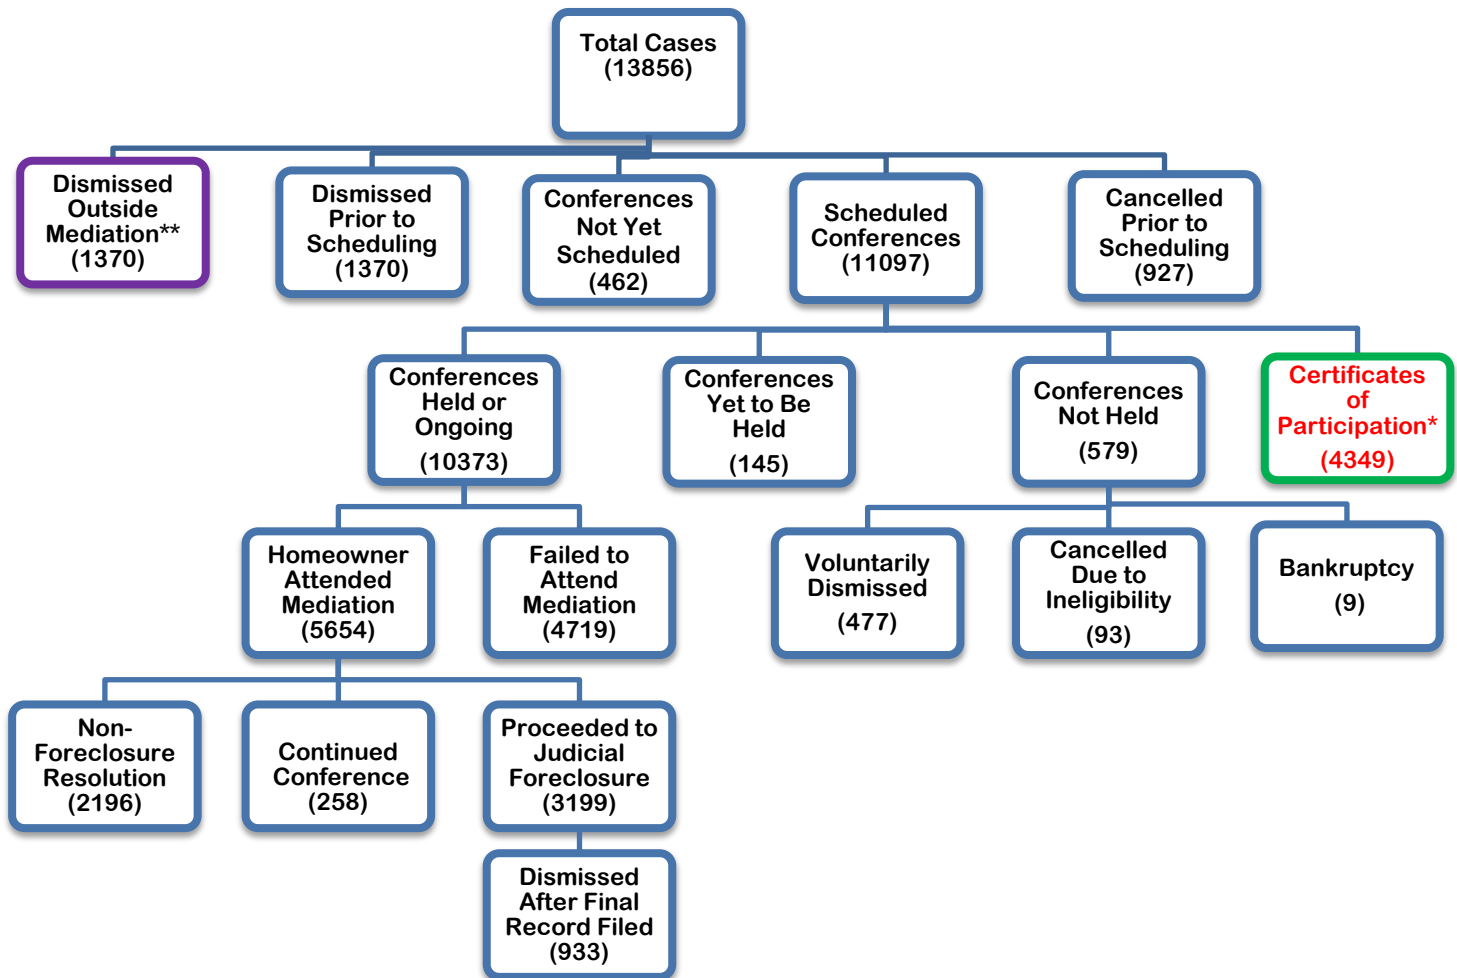 Total Cases
(13856)
Dismissed
Outside
Mediation**
(1370)
Dismissed
Prior to
Scheduling
(1370)
Conferences
Not Yet
Scheduled
(462)
Scheduled
Conferences
(11097)
Cancelled
Prior to
Scheduling
(927)
Conferences
Held or
Ongoing
(10373)
Conferences
Yet to Be
Held
(145)
Conferences
Not Held
(579)
Certificates
of
Participation*
(4349)
Homeowner
Attended
Mediation
(5654)
Failed to
Attend
Mediation
(4719)
Voluntarily
Dismissed
(477)
Cancelled
Due to
Ineligibility
(93)
Bankruptcy
(9)
Non-
Foreclosure
Resolution
(2196)
Continued
Conference
(258)
Proceeded to
Judicial
Foreclosure
(3199)
Dismissed
After Final
Record Filed
(933)